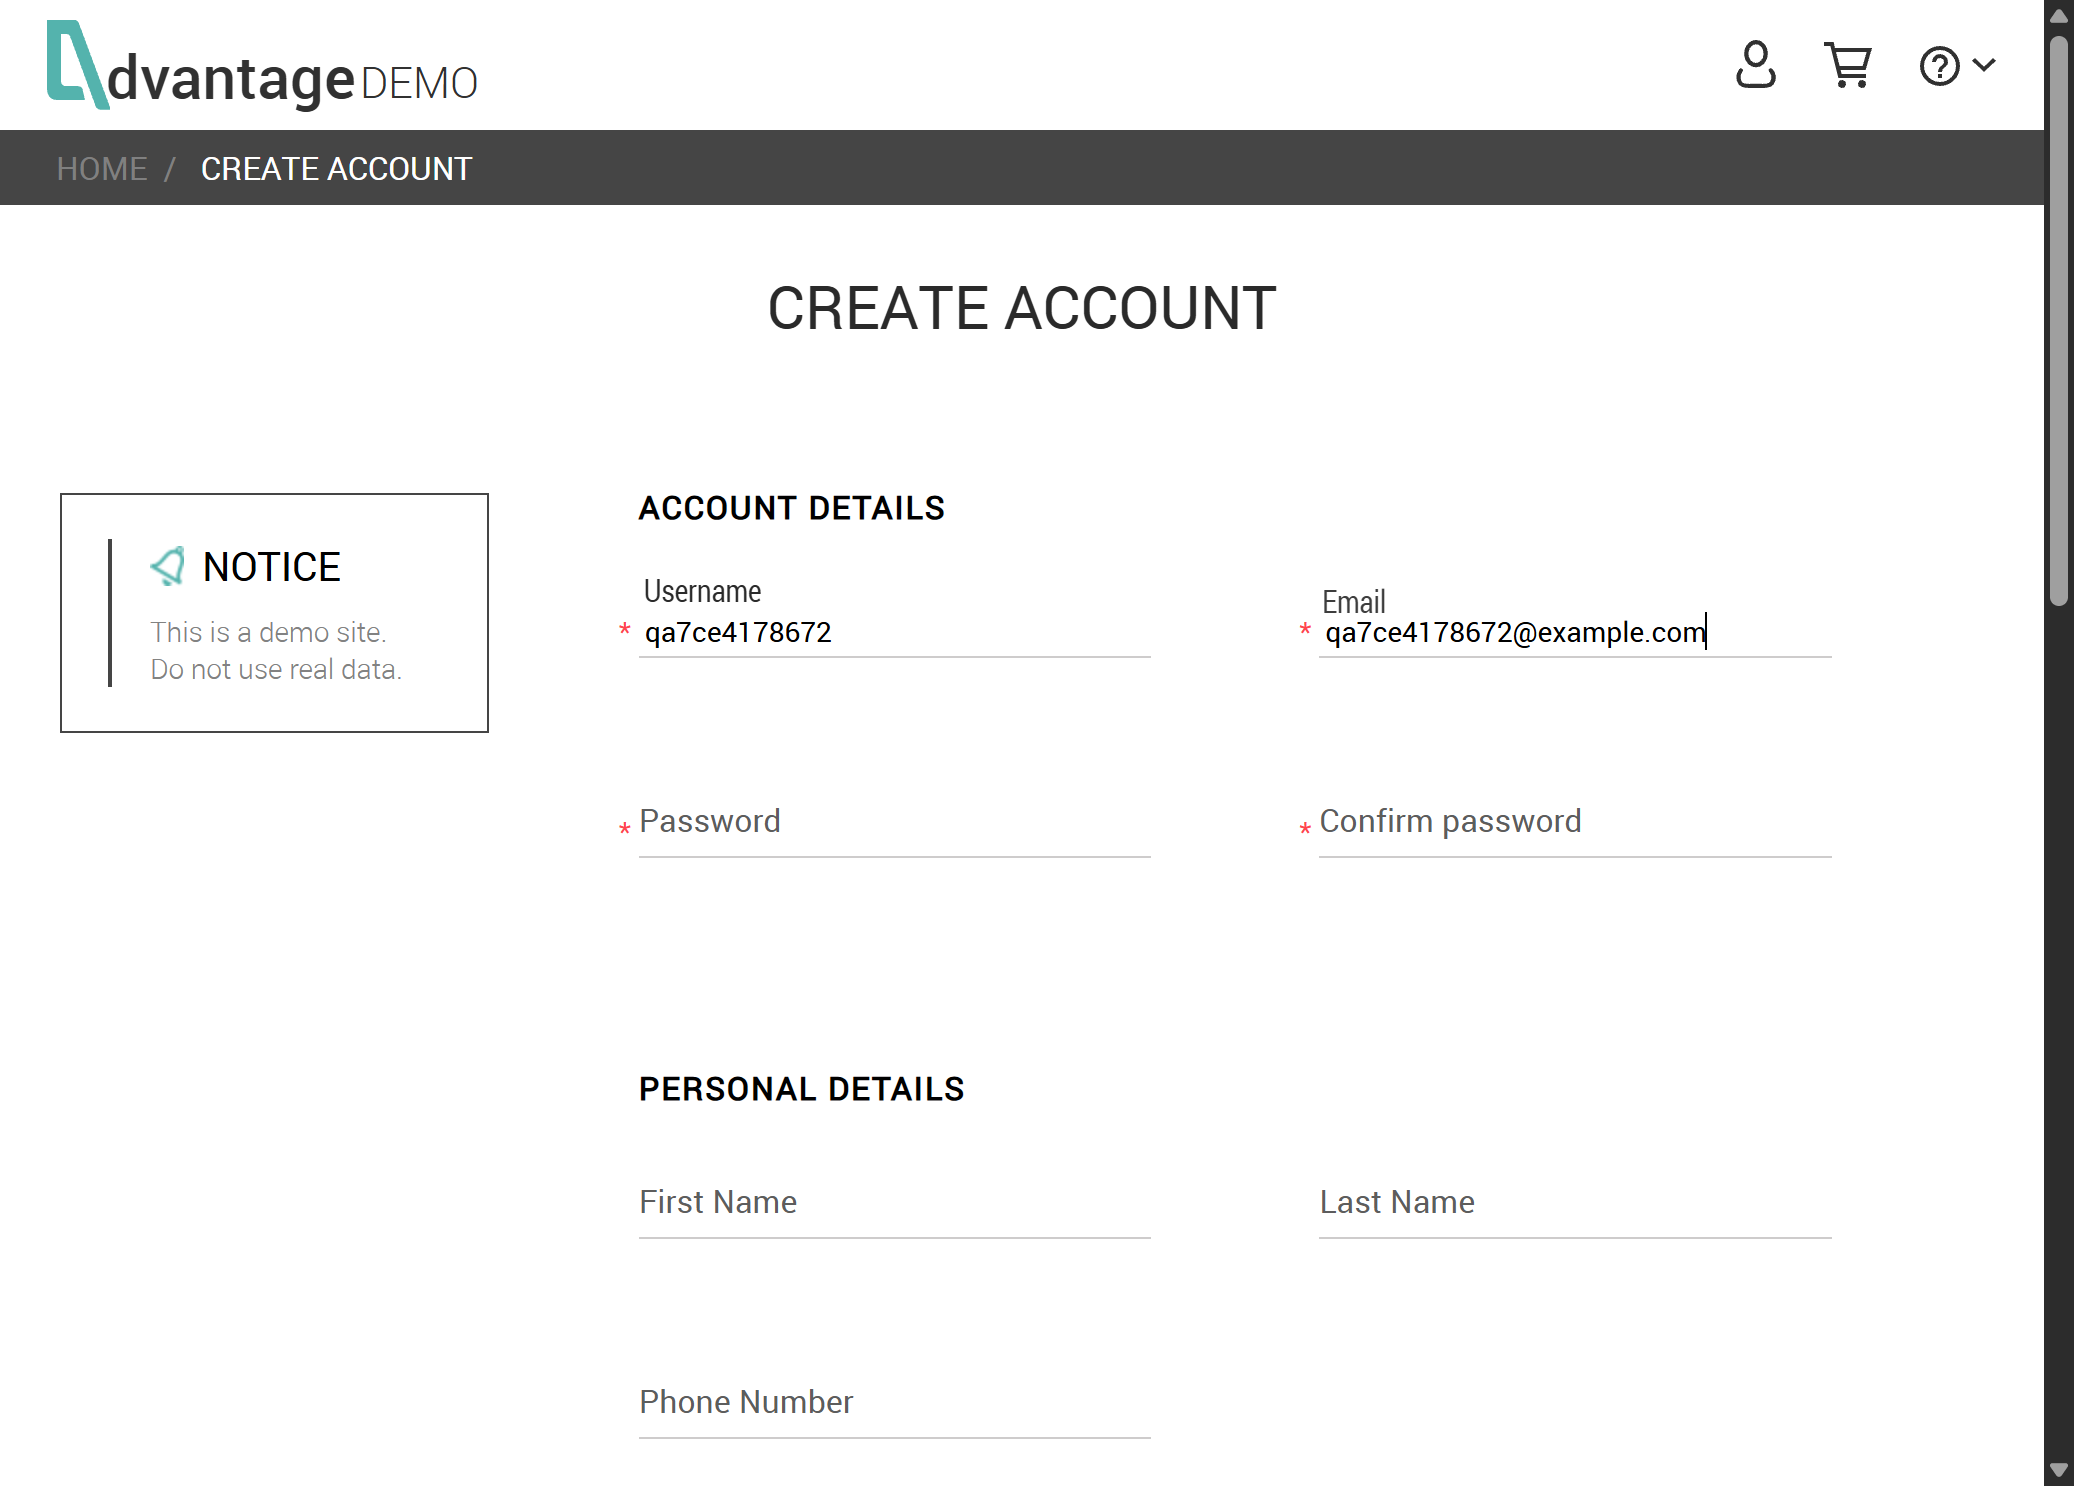 dvantage DEMO
HOME / CREATE ACCOUNT
CREATE ACCOUNT
NOTICE
This is a demo site.
Do not use real data.
ACCOUNT DETAILS
Username
* qa7ce4178672
Email
* qa7ce4178672@example.com
* Password
* Confirm password
PERSONAL DETAILS
First Name
Last Name
Phone Number